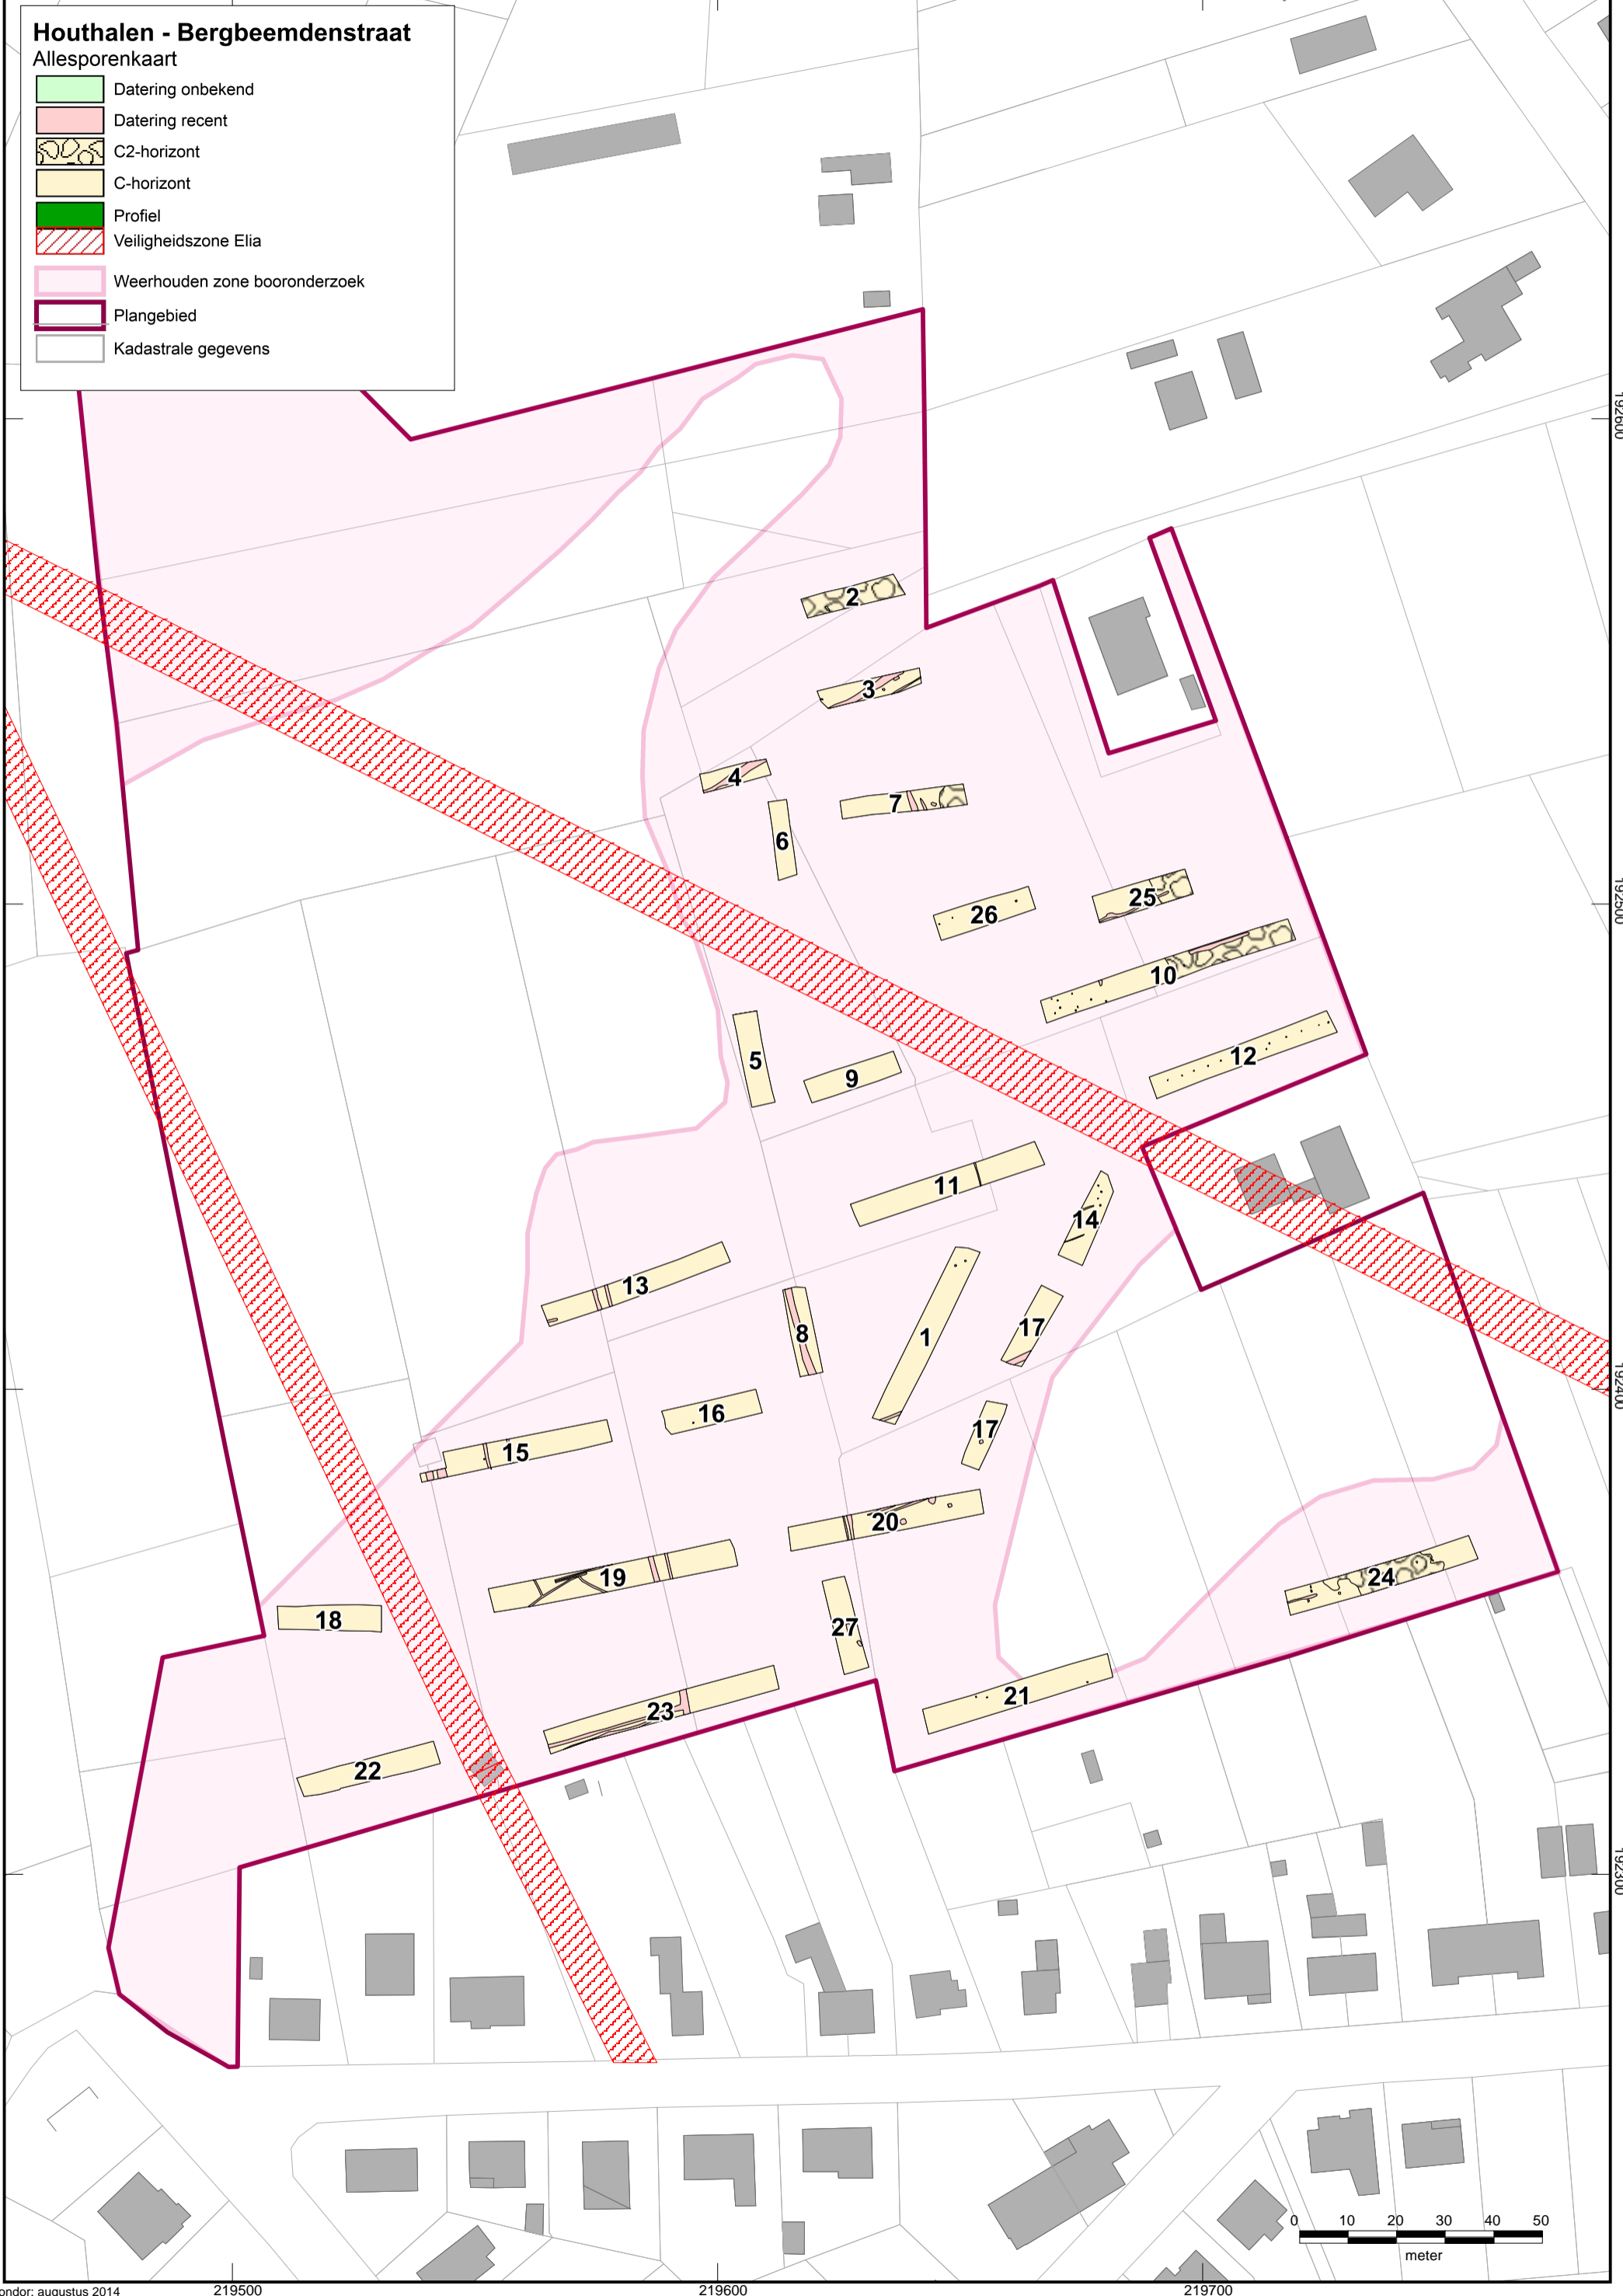 Houthalen - Bergbeemdenstraat
Allesporenkaart
Datering onbekend
Datering recent
C2-horizont
C-horizont
Profiel
Veiligheidszone Elia
Weerhouden zone booronderzoek
Plangebied
Kadastrale gegevens
192600
2
3
4
7
6
25
192500
26
10
5
9
12
11
14
13
8
1
17
192400
16
17
15
20
19
24
18
27
21
23
22
192300
0 10 20 30 40 50
meter
ondor: augustus 2014
219500
219600
219700